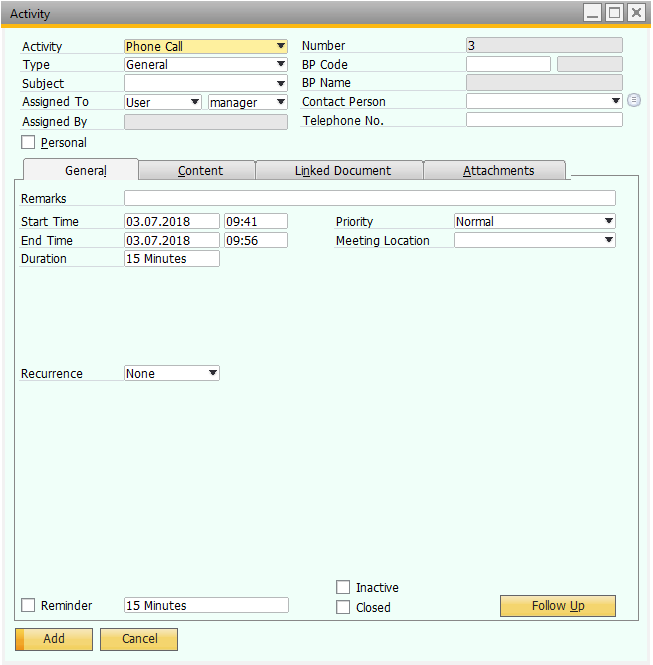 Activity
Activity Phone Call Number 3
Type General BP Code
Subject BP Name
Assigned To User manager Contact Person
Assigned By Telephone No.
Personal
General Content Linked Document Attachments
Remarks
Start Time 03.07.2018 09:41 Priority Normal
End Time 03.07.2018 09:56 Meeting Location
Duration 15 Minutes
Recurrence None
Inactive
Reminder 15 Minutes Closed Follow Up
Add Cancel